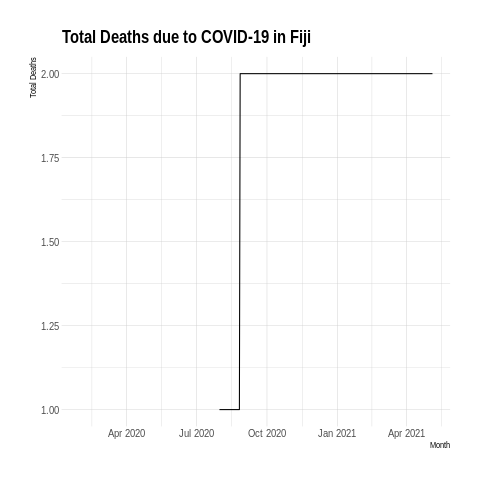 Total Deaths due to COVID-19 in Fiji
Total Deaths
2.00
1.75
1.50
1.25
1.00
Apr 2020 Jul 2020 Oct 2020 Jan 2021 Apr 2021
Month